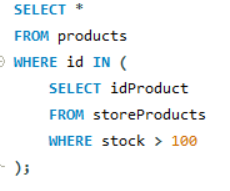 SELECT *
FROM products
WHERE id IN (
SELECT idProduct
FROM storeProducts
WHERE stock > 100
);